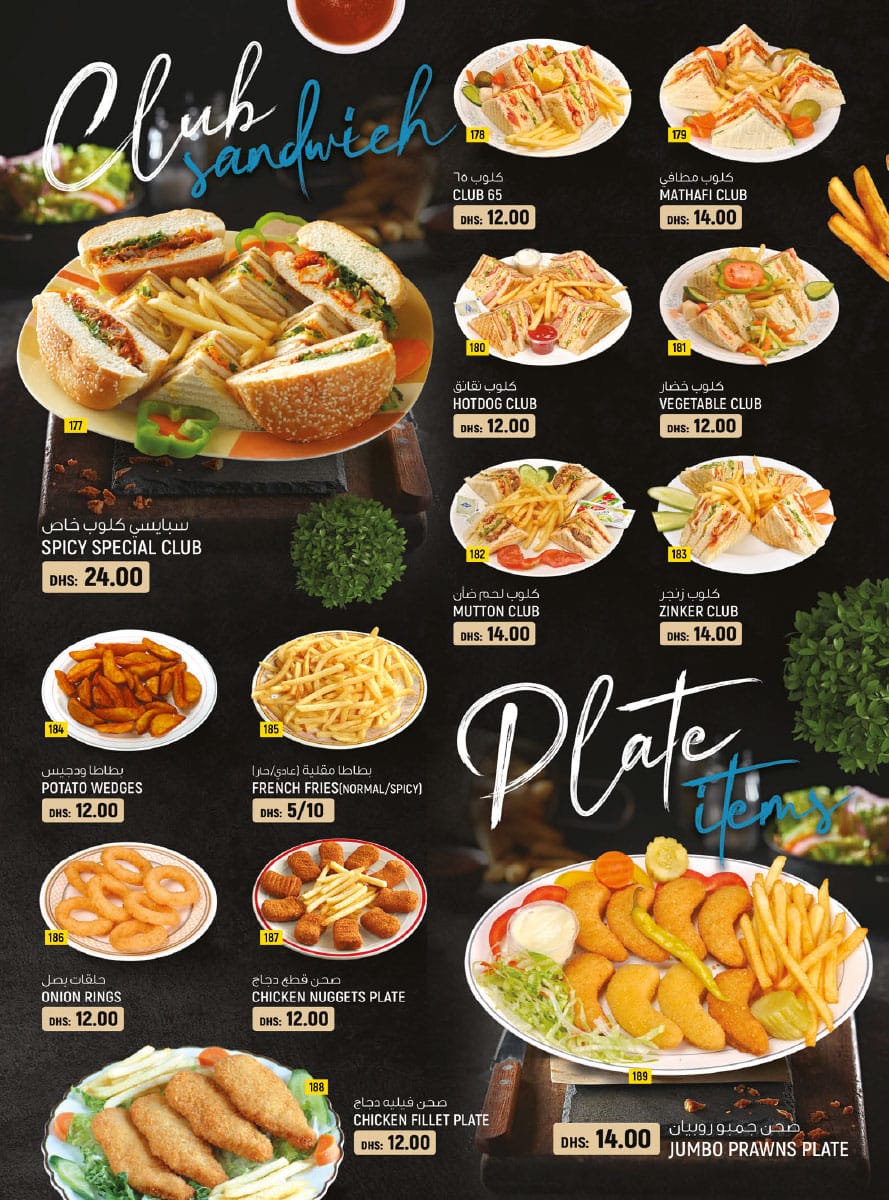 Club
sandwich
177
سبايسي كلوب خاص
SPICY SPECIAL CLUB
DHS: 24.00
178
كلوب ٦٥
CLUB 65
DHS: 12.00
179
كلوب مطافي
MATHAFI CLUB
DHS: 14.00
180
كلوب نقانق
HOTDOG CLUB
DHS: 12.00
181
كلوب خضار
VEGETABLE CLUB
DHS: 12.00
182
كلوب لحم ضان
MUTTON CLUB
DHS: 14.00
183
كلوب زنجر
ZINKER CLUB
DHS: 14.00
184
بطاطا ودجيس
POTATO WEDGES
DHS: 12.00
185
بطاطا مقلية (عادي/حار)
FRENCH FRIES(NORMAL/SPICY)
DHS: 5/10
186
حلقات بصل
ONION RINGS
DHS: 12.00
187
صحن قطع دجاج
CHICKEN NUGGETS PLATE
DHS: 12.00
188
صحن فيليه دجاج
CHICKEN FILLET PLATE
DHS: 12.00
Plate
items
189
صحن جمبو روبيان
JUMBO PRAWNS PLATE
DHS: 14.00